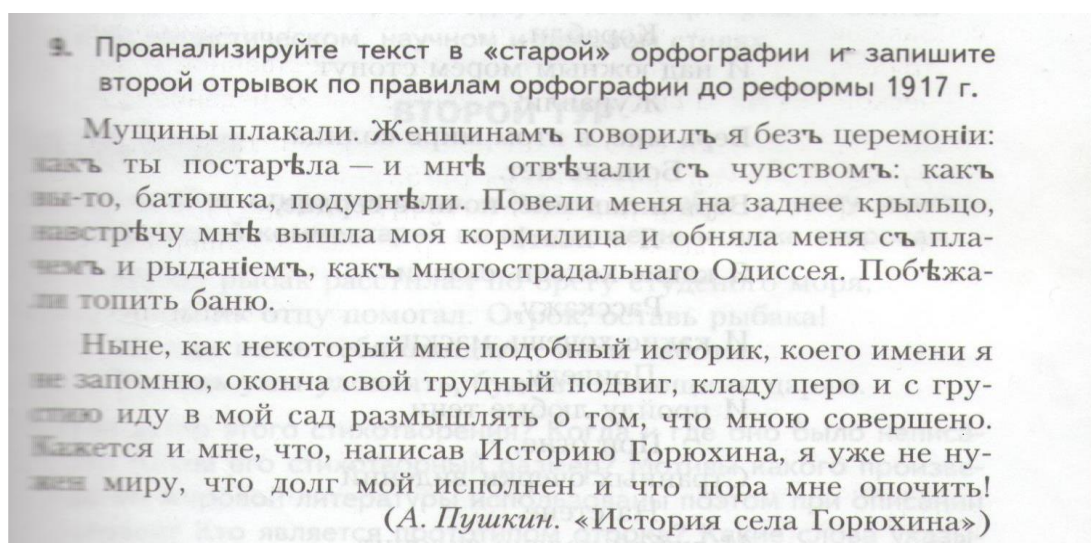 9. Проанализируйте текст в «старой» орфографии и запишите
второй отрывок по правилам орфографии до реформы 1917 г.
Мущины плакали. Женщинамъ говорилъ я безъ церемонiи:
какъ ты постарѣла — и мнѣ отвѣчали съ чувствомъ: какъ
вы-то, батюшка, подурнѣли. Повели меня на заднее крыльцо,
навстрѣчу мнѣ вышла моя кормилица и обняла меня съ пла-
чемъ и рыданiемъ, какъ многострадальнаго Одиссея. Побѣжа-
ли топить баню.
Ныне, как некоторый мне подобный историк, коего имени я
не запомню, оконча свой трудный подвиг, кладу перо и с гру-
стию иду в мой сад размышлять о том, что мною совершено.
Кажется и мне, что, написав Историю Горюхина, я уже не ну-
жен миру, что долг мой исполнен и что пора мне опочить!
(А. Пушкин. «История села Горюхина»)